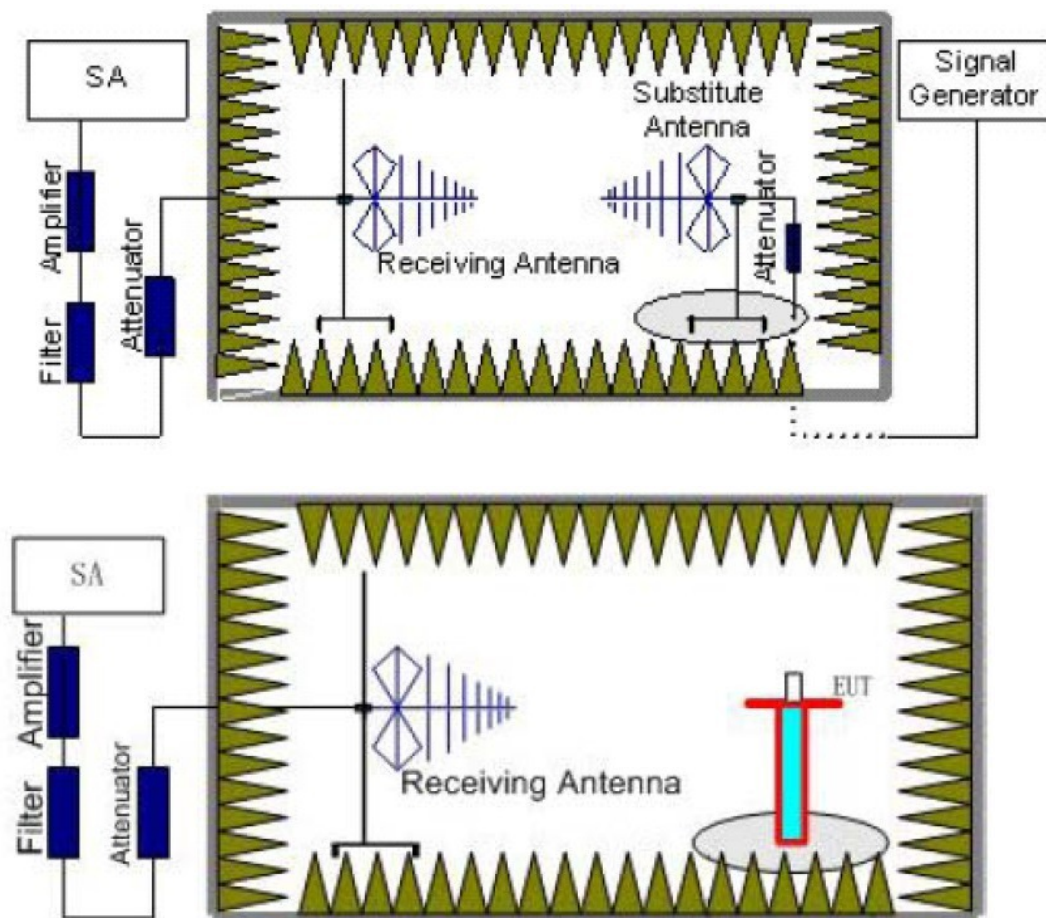 SA
Amplifier
Filter
Attenuator
Receiving Antenna
Substitute
Antenna
Attenuator
Signal
Generator
SA
Amplifier
Filter
Attenuator
Receiving Antenna
EUT